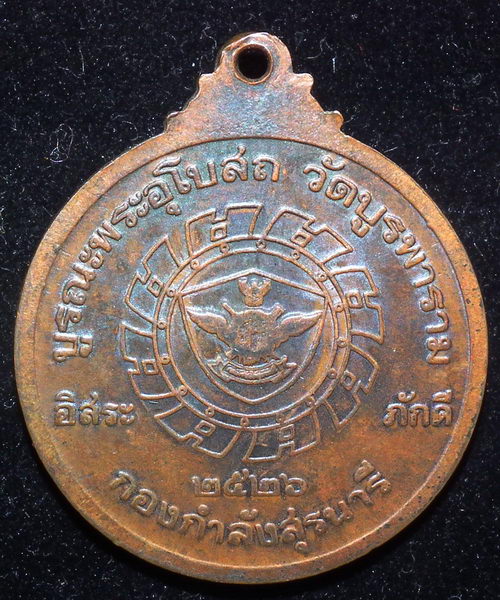 บูรณะพระอุโบสถ วัดบูรพาราม
อิสระ ภักดี
๒๕๒๖
กองกำลังสุรนารี